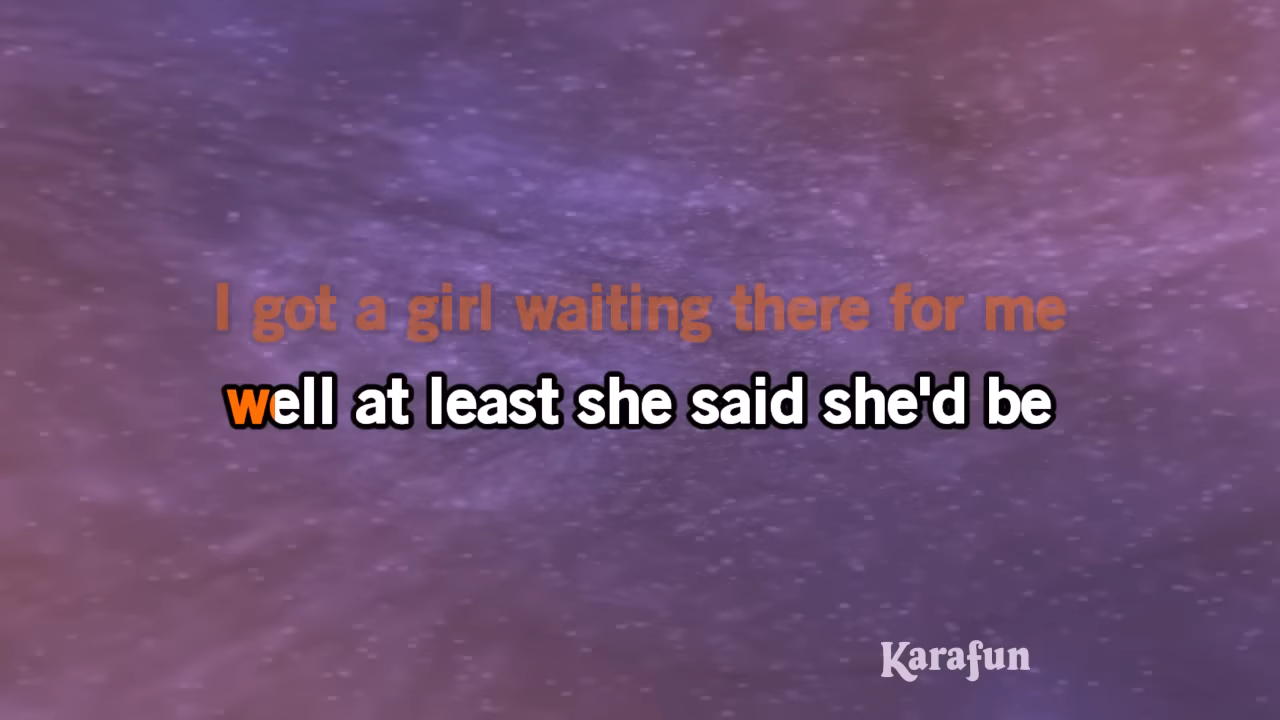 I got a girl waiting there for me
well at least she said she'd be
Karafun